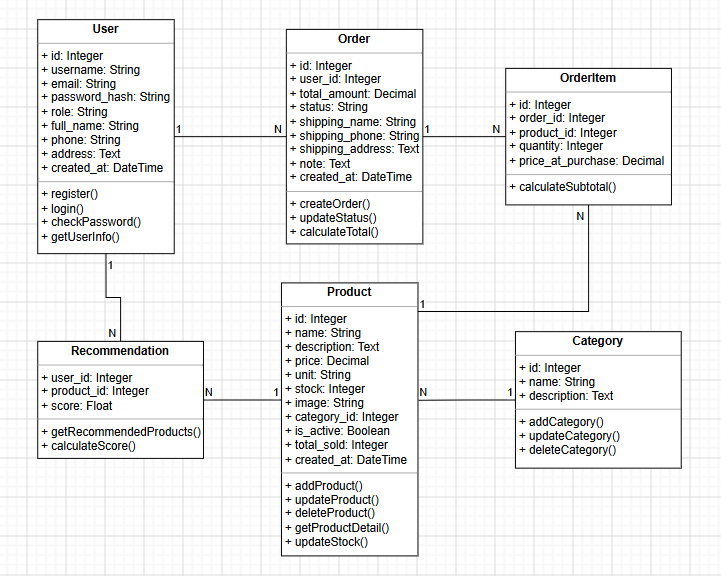 User
+ id: Integer
+ username: String
+ email: String
+ password_hash: String
+ role: String
+ full_name: String
+ phone: String
+ address: Text
+ created_at: DateTime
+ register()
+ login()
+ checkPassword()
+ getUserInfo()
1
N
Order
+ id: Integer
+ user_id: Integer
+ total_amount: Decimal
+ status: String
+ shipping_name: String
+ shipping_phone: String
+ shipping_address: Text
+ note: Text
+ created_at: DateTime
+ createOrder()
+ updateStatus()
+ calculateTotal()
1
N
OrderItem
+ id: Integer
+ order_id: Integer
+ product_id: Integer
+ quantity: Integer
+ price_at_purchase: Decimal
+ calculateSubtotal()
N
1
1
N
Recommendation
+ user_id: Integer
+ product_id: Integer
+ score: Float
+ getRecommendedProducts()
+ calculateScore()
N
1
Product
+ id: Integer
+ name: String
+ description: Text
+ price: Decimal
+ unit: String
+ stock: Integer
+ image: String
+ category_id: Integer
+ is_active: Boolean
+ total_sold: Integer
+ created_at: DateTime
+ addProduct()
+ updateProduct()
+ deleteProduct()
+ getProductDetail()
+ updateStock()
N
1
Category
+ id: Integer
+ name: String
+ description: Text
+ addCategory()
+ updateCategory()
+ deleteCategory()